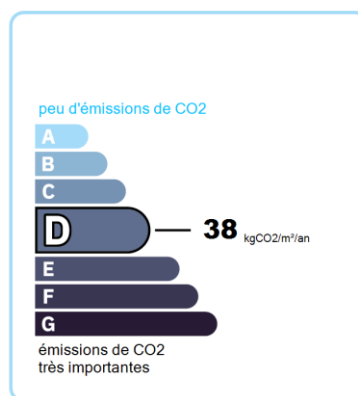 peu d'émissions de CO2
A
B
C
D 38 kgCO2/m²/an
E
F
G
émissions de CO2
très importantes